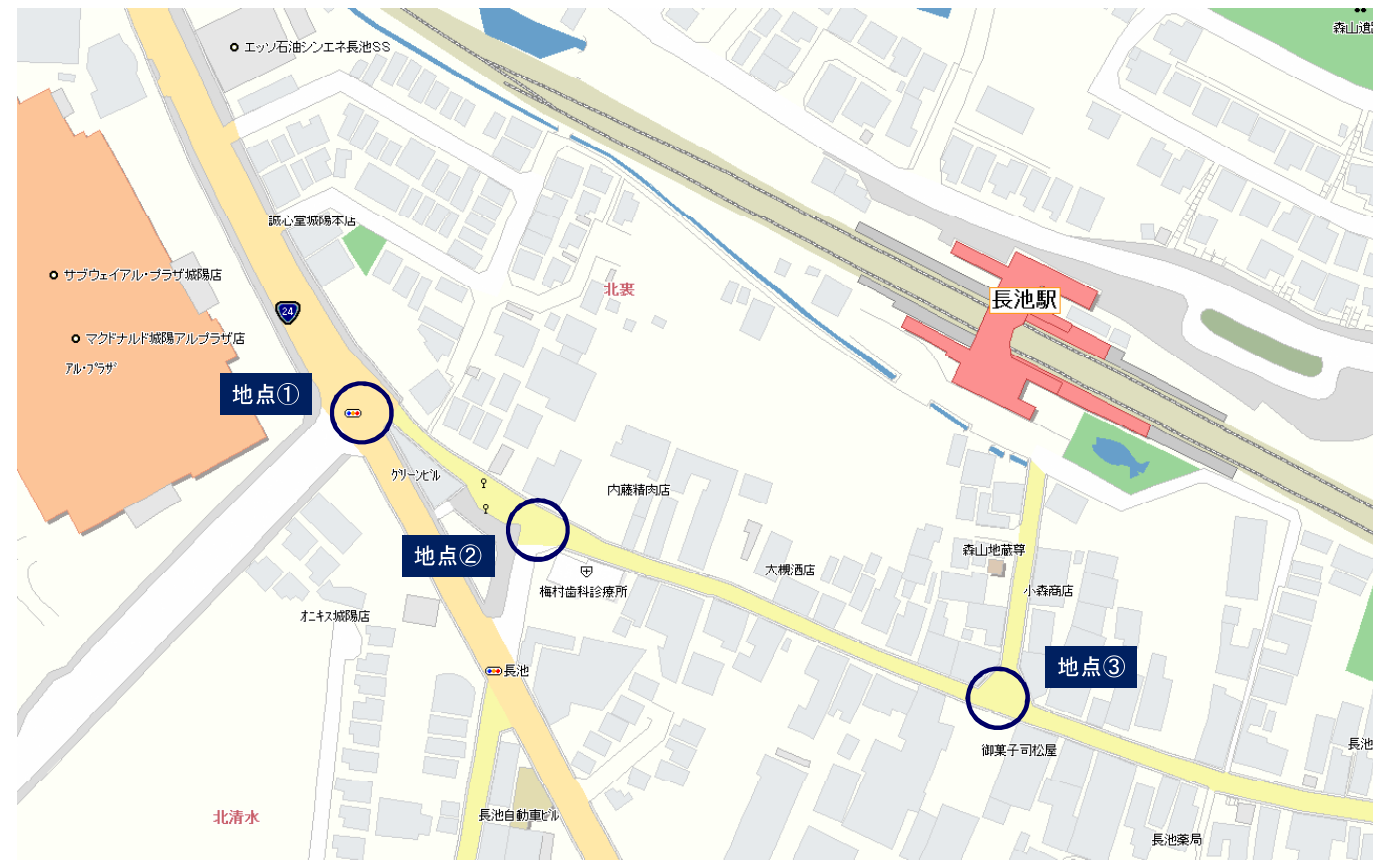 森山遺
エッソ石油シンエネ長池SS
誠心堂城陽本店
サブウェイアル・プラザ城陽店
北裏
長池駅
24
マクドナルド城陽アルプラザ店
アル・プラザ
地点①
グリーンビル
内藤精肉店
地点②
森山地蔵尊
大槻酒店
梅村歯科診療所
小森商店
オニキス城陽店
長池
地点③
御菓子司松屋
長池
北清水
長池自動車ビル
長池薬局